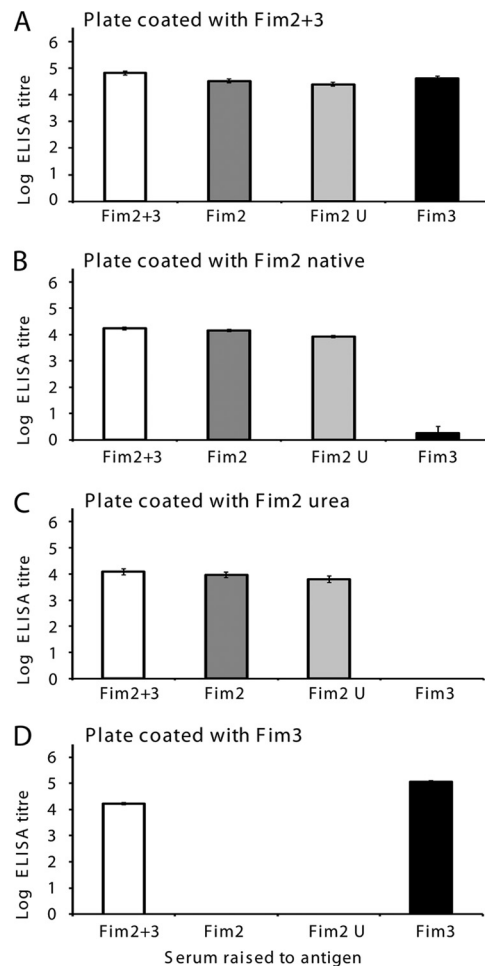 A Plate coated with Fim2+3
Log ELISA titre
6
5
4
3
2
1
0
Fim2+3 Fim2 Fim2 U Fim3
B Plate coated with Fim2 native
Log ELISA titre
6
5
4
3
2
1
0
Fim2+3 Fim2 Fim2 U Fim3
C Plate coated with Fim2 urea
Log ELISA titre
6
5
4
3
2
1
0
Fim2+3 Fim2 Fim2 U Fim3
D Plate coated with Fim3
Log ELISA titre
6
5
4
3
2
1
0
Fim2+3 Fim2 Fim2 U Fim3
Serum raised to antigen